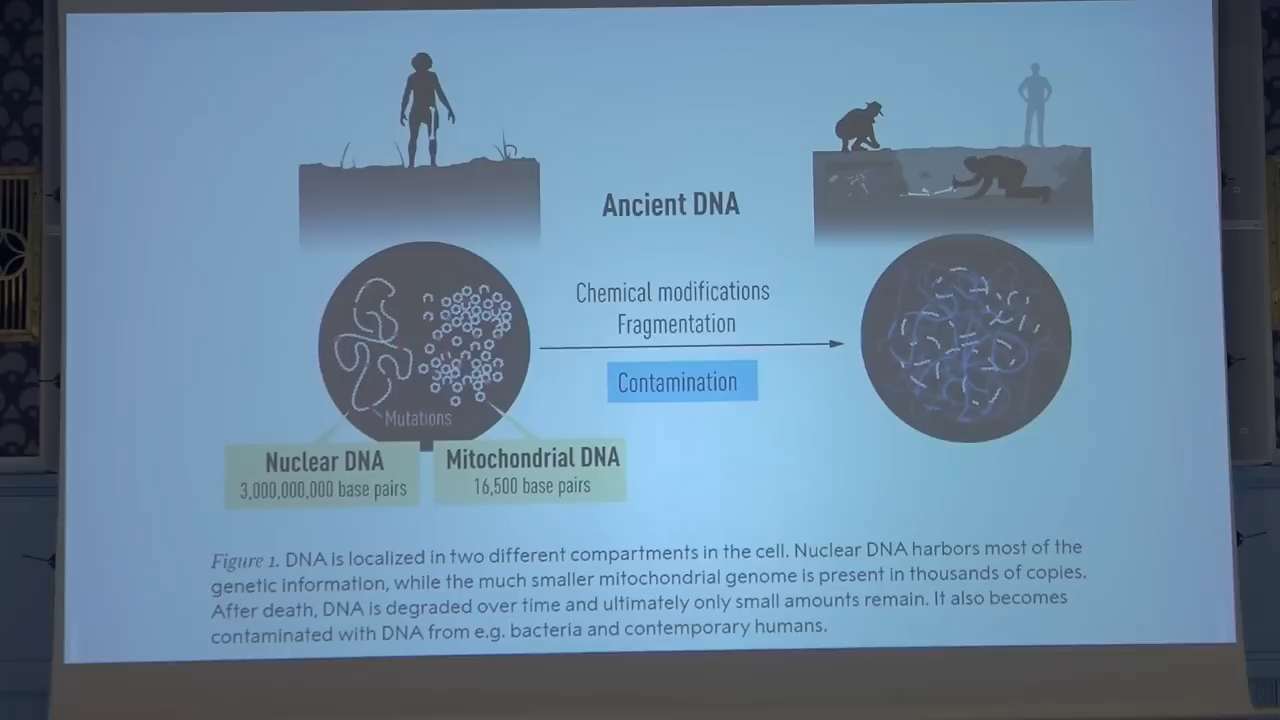 Ancient DNA
Chemical modifications
Fragmentation
Contamination
Mutations
Nuclear DNA
3,000,000,000 base pairs
Mitochondrial DNA
16,500 base pairs
Figure 1. DNA is localized in two different compartments in the cell. Nuclear DNA harbors most of the
genetic information, while the much smaller mitochondrial genome is present in thousands of copies.
After death, DNA is degraded over time and ultimately only small amounts remain. It also becomes
contaminated with DNA from e.g. bacteria and contemporary humans.